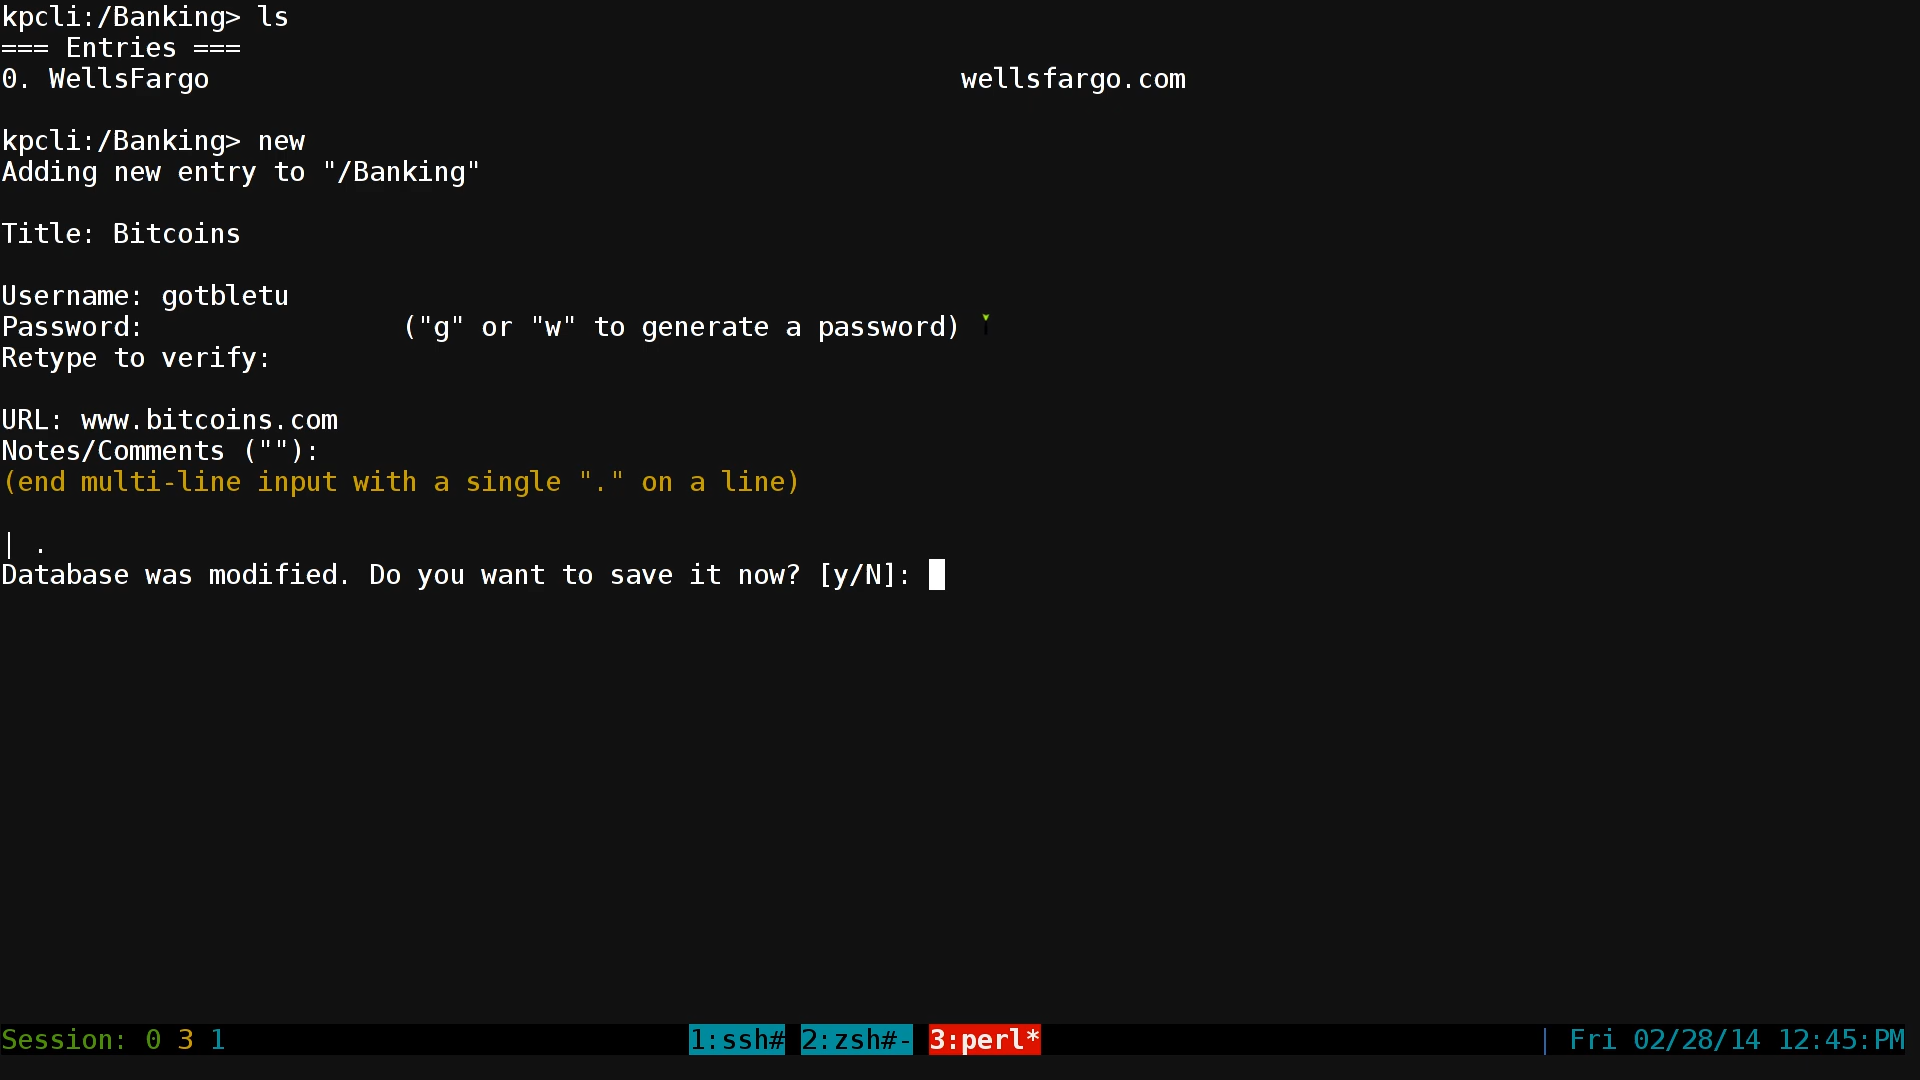 kpcli:/Banking> ls
=== Entries ===
0. WellsFargo wellsfargo.com
kpcli:/Banking> new
Adding new entry to "/Banking"
Title: Bitcoins
Username: gotbletu
Password: ("g" or "w" to generate a password)
Retype to verify:
URL: www.bitcoins.com
Notes/Comments (""):
(end multi-line input with a single "." on a line)
| .
Database was modified. Do you want to save it now? [y/N]:
Session: 0 3 1 1:ssh# 2:zsh#- 3:perl* | Fri 02/28/14 12:45:PM